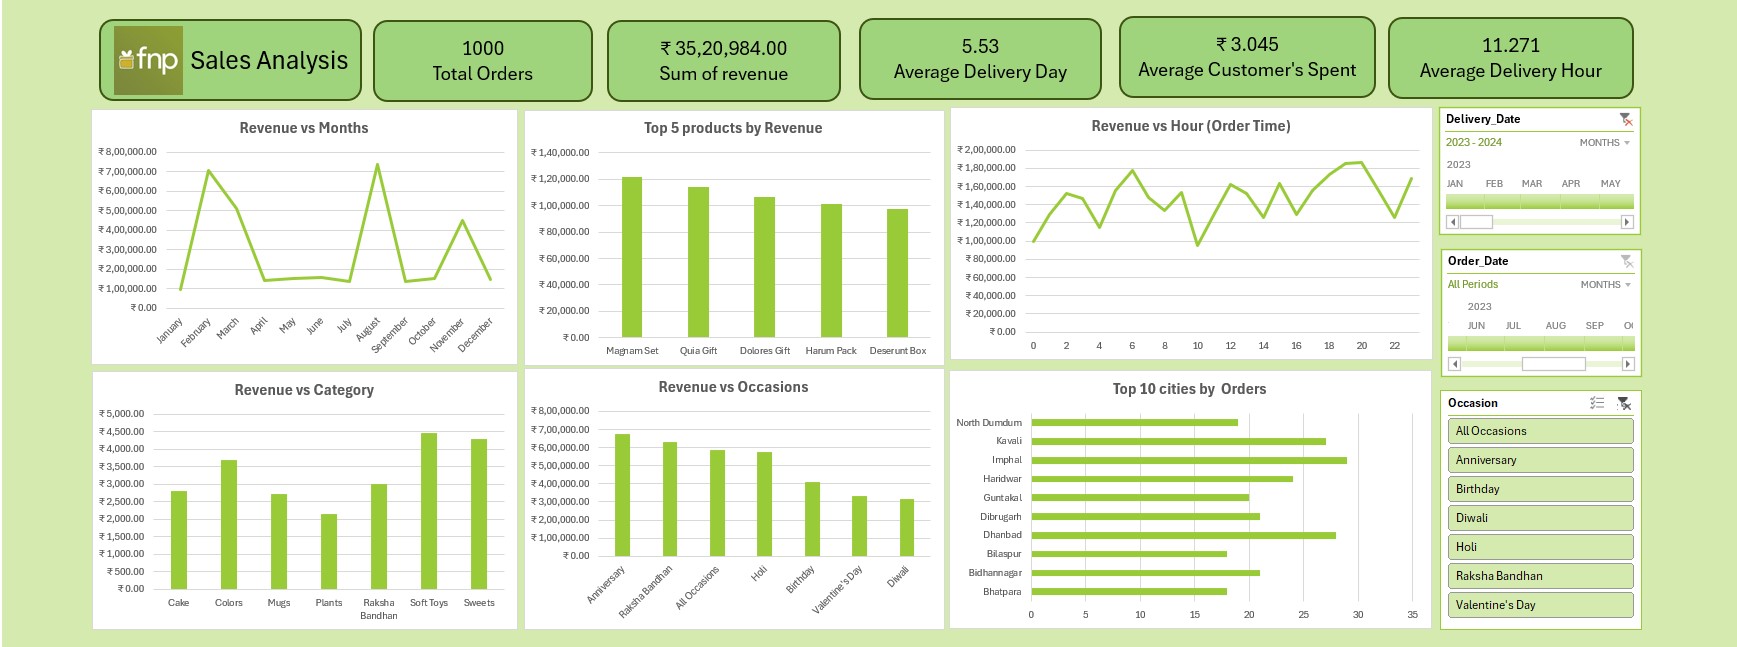 fnp
Sales Analysis
1000
Total Orders
₹ 35,20,984.00
Sum of revenue
5.53
Average Delivery Day
₹ 3.045
Average Customer's Spent
11.271
Average Delivery Hour
Revenue vs Months
₹ 8,00,000.00
₹ 7,00,000.00
₹ 6,00,000.00
₹ 5,00,000.00
₹ 4,00,000.00
₹ 3,00,000.00
₹ 2,00,000.00
₹ 1,00,000.00
₹ 0.00
January February March April May June July August September October November December
Top 5 products by Revenue
₹ 1,40,000.00
₹ 1,20,000.00
₹ 1,00,000.00
₹ 80,000.00
₹ 60,000.00
₹ 40,000.00
₹ 20,000.00
₹ 0.00
Magnam Set Quia Gift Dolores Gift Harum Pack Deserunt Box
Revenue vs Hour (Order Time)
₹ 2,00,000.00
₹ 1,80,000.00
₹ 1,60,000.00
₹ 1,40,000.00
₹ 1,20,000.00
₹ 1,00,000.00
₹ 80,000.00
₹ 60,000.00
₹ 40,000.00
₹ 20,000.00
₹ 0.00
0 2 4 6 8 10 12 14 16 18 20 22
Delivery_Date
2023 - 2024 MONTHS
2023
JAN FEB MAR APR MAY
Order_Date
All Periods MONTHS
2023
JUN JUL AUG SEP
Revenue vs Category
₹ 5,000.00
₹ 4,500.00
₹ 4,000.00
₹ 3,500.00
₹ 3,000.00
₹ 2,500.00
₹ 2,000.00
₹ 1,500.00
₹ 1,000.00
₹ 500.00
₹ 0.00
Cake Colors Mugs Plants Raksha Bandhan Soft Toys Sweets
Revenue vs Occasions
₹ 8,00,000.00
₹ 7,00,000.00
₹ 6,00,000.00
₹ 5,00,000.00
₹ 4,00,000.00
₹ 3,00,000.00
₹ 2,00,000.00
₹ 1,00,000.00
₹ 0.00
Anniversary Raksha Bandhan All Occasions Holi Birthday Valentine's Day Diwali
Top 10 cities by Orders
North Dumdum
Kavali
Imphal
Haridwar
Guntakal
Dibrugarh
Dhanbad
Bilaspur
Bidhannagar
Bhatpara
0 5 10 15 20 25 30 35
Occasion
All Occasions
Anniversary
Birthday
Diwali
Holi
Raksha Bandhan
Valentine's Day